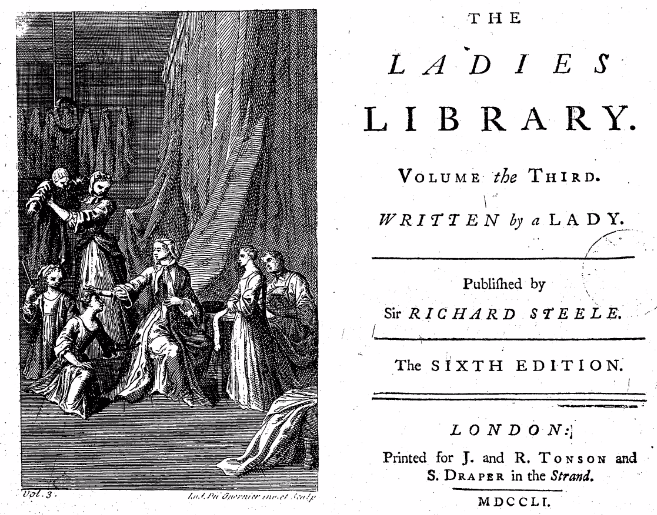 Vol. 3.
Lud. Du Guernier inv. et Sculp
THE
LADIES
LIBRARY.
VOLUME the THIRD.
WRITTEN by a LADY.
Publiſhed by
Sir RICHARD STEELE.
The SIXTH EDITION.
LONDON:
Printed for J. and R. TONSON and
S. DRAPER in the Strand.
MDCCLI.